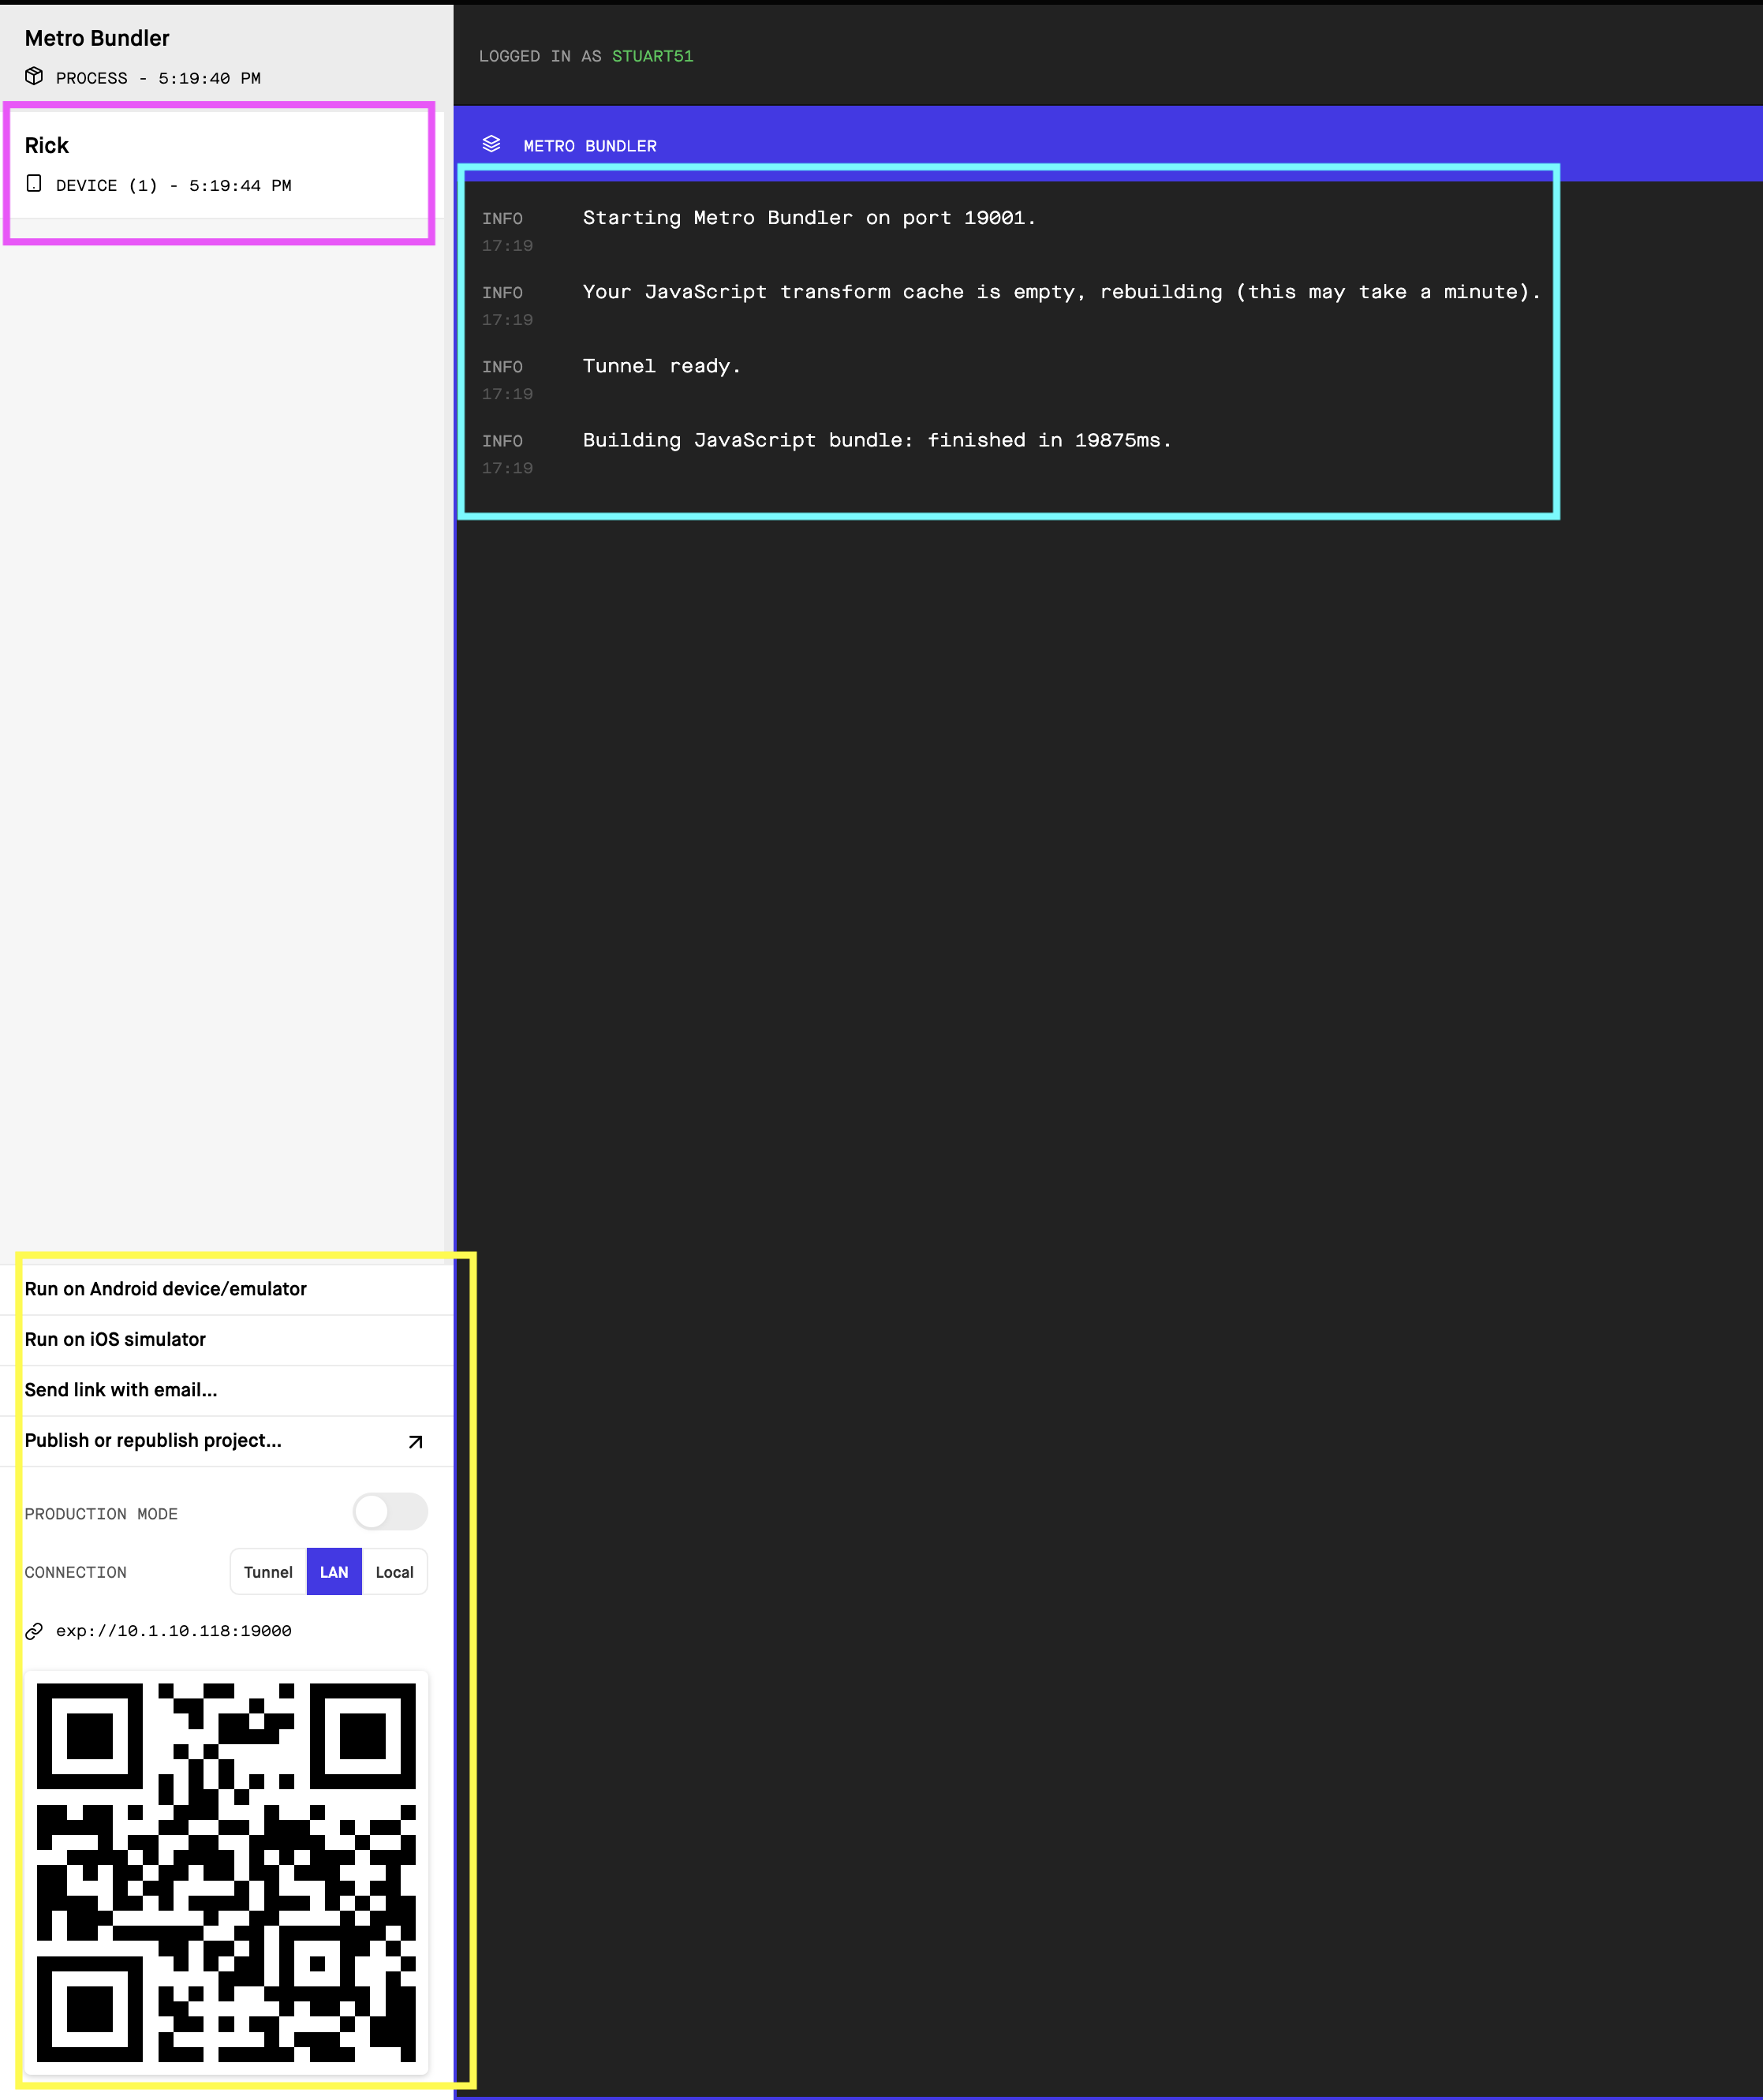 Metro Bundler
PROCESS - 5:19:40 PM
Rick
DEVICE (1) - 5:19:44 PM
LOGGED IN AS STUART51
METRO BUNDLER
INFO Starting Metro Bundler on port 19001.
17:19
INFO Your JavaScript transform cache is empty, rebuilding (this may take a minute).
17:19
INFO Tunnel ready.
17:19
INFO Building JavaScript bundle: finished in 19875ms.
17:19
Run on Android device/emulator
Run on iOS simulator
Send link with email...
Publish or republish project...
PRODUCTION MODE
CONNECTION Tunnel LAN Local
exp://10.1.10.118:19000